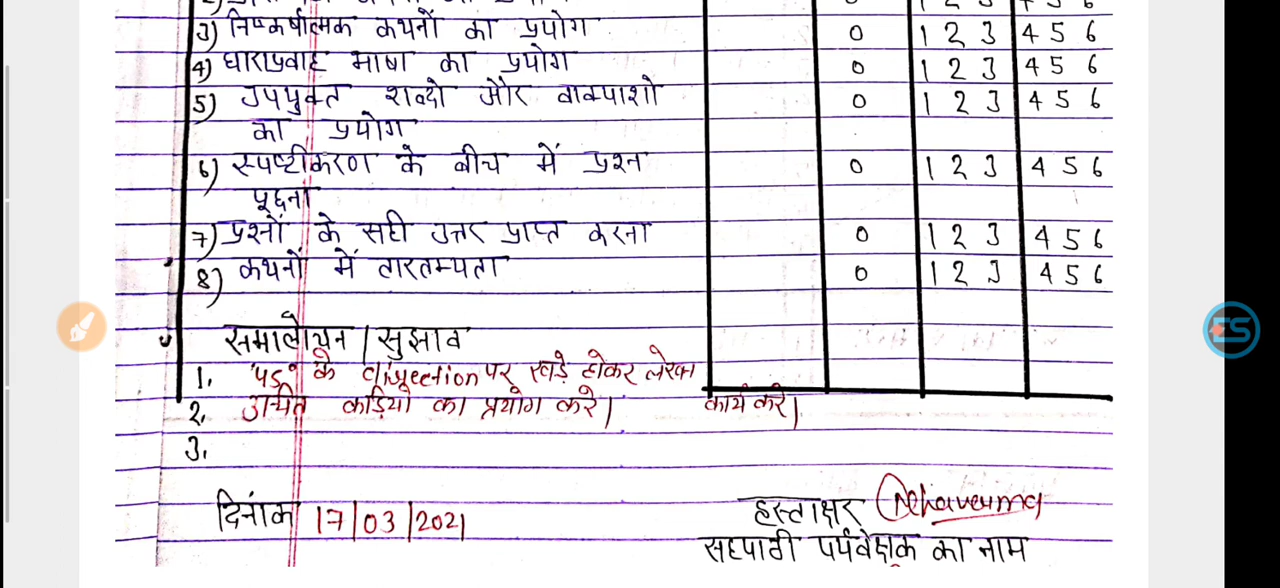 3) निष्कर्षात्मक कथनों का प्रयोग 0 1 2 3 4 5 6
4) धाराप्रवाह भाषा का प्रयोग 0 1 2 3 4 5 6
5) उपयुक्त शब्दो और वाक्पाशो 0 1 2 3 4 5 6
का प्रयोग
6) स्पष्टीकरण के बीच में प्रश्न 0 1 2 3 4 5 6
पूछना
7) प्रश्नों के सही उत्तर प्राप्त करना 0 1 2 3 4 5 6
8) कथनों में तारतम्यता 0 1 2 3 4 5 6
समालोचन / सुझाव
1. 45° के direction पर खड़े होकर लेखन
2. उचित कड़ियो का प्रयोग करे। कार्य करे।
3.
दिनांक 17/03/2021 हस्ताक्षर
सहपाठी पर्यवेक्षक का नाम
ES